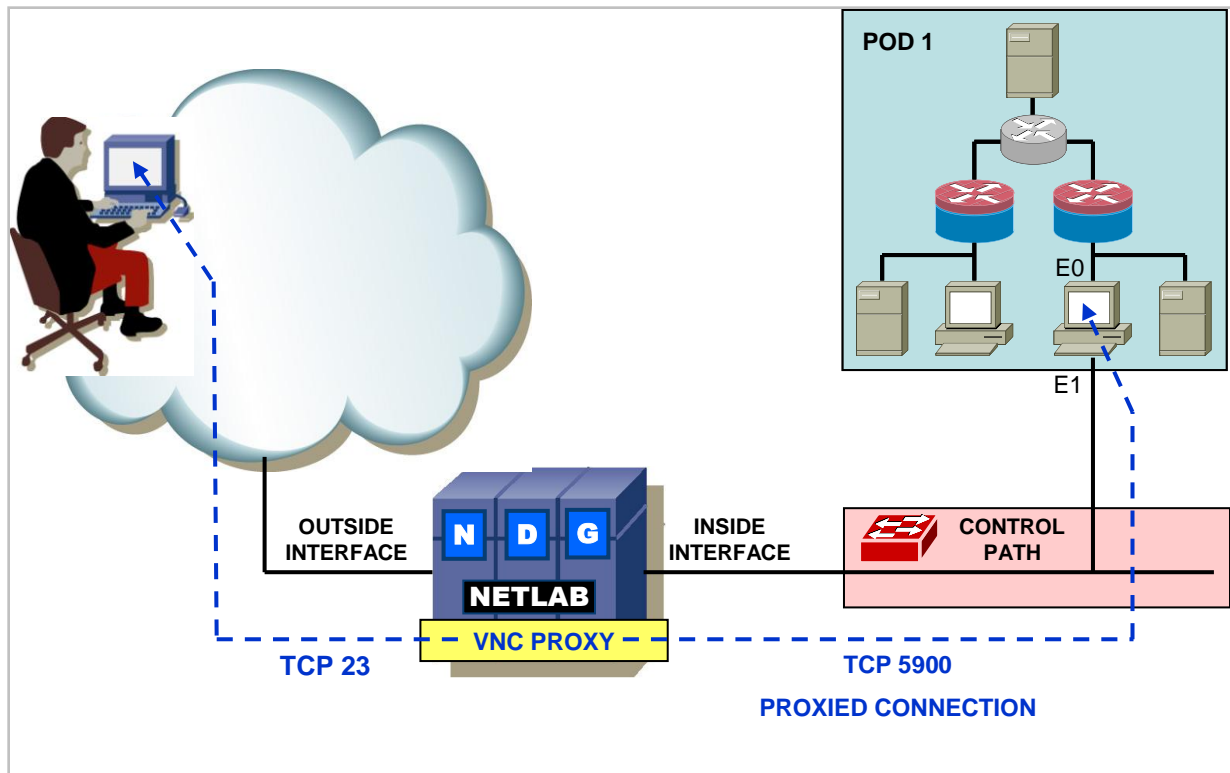 POD 1
E0
E1
OUTSIDE
INTERFACE
N D G
NETLAB
VNC PROXY
INSIDE
INTERFACE
CONTROL
PATH
TCP 23
TCP 5900
PROXIED CONNECTION